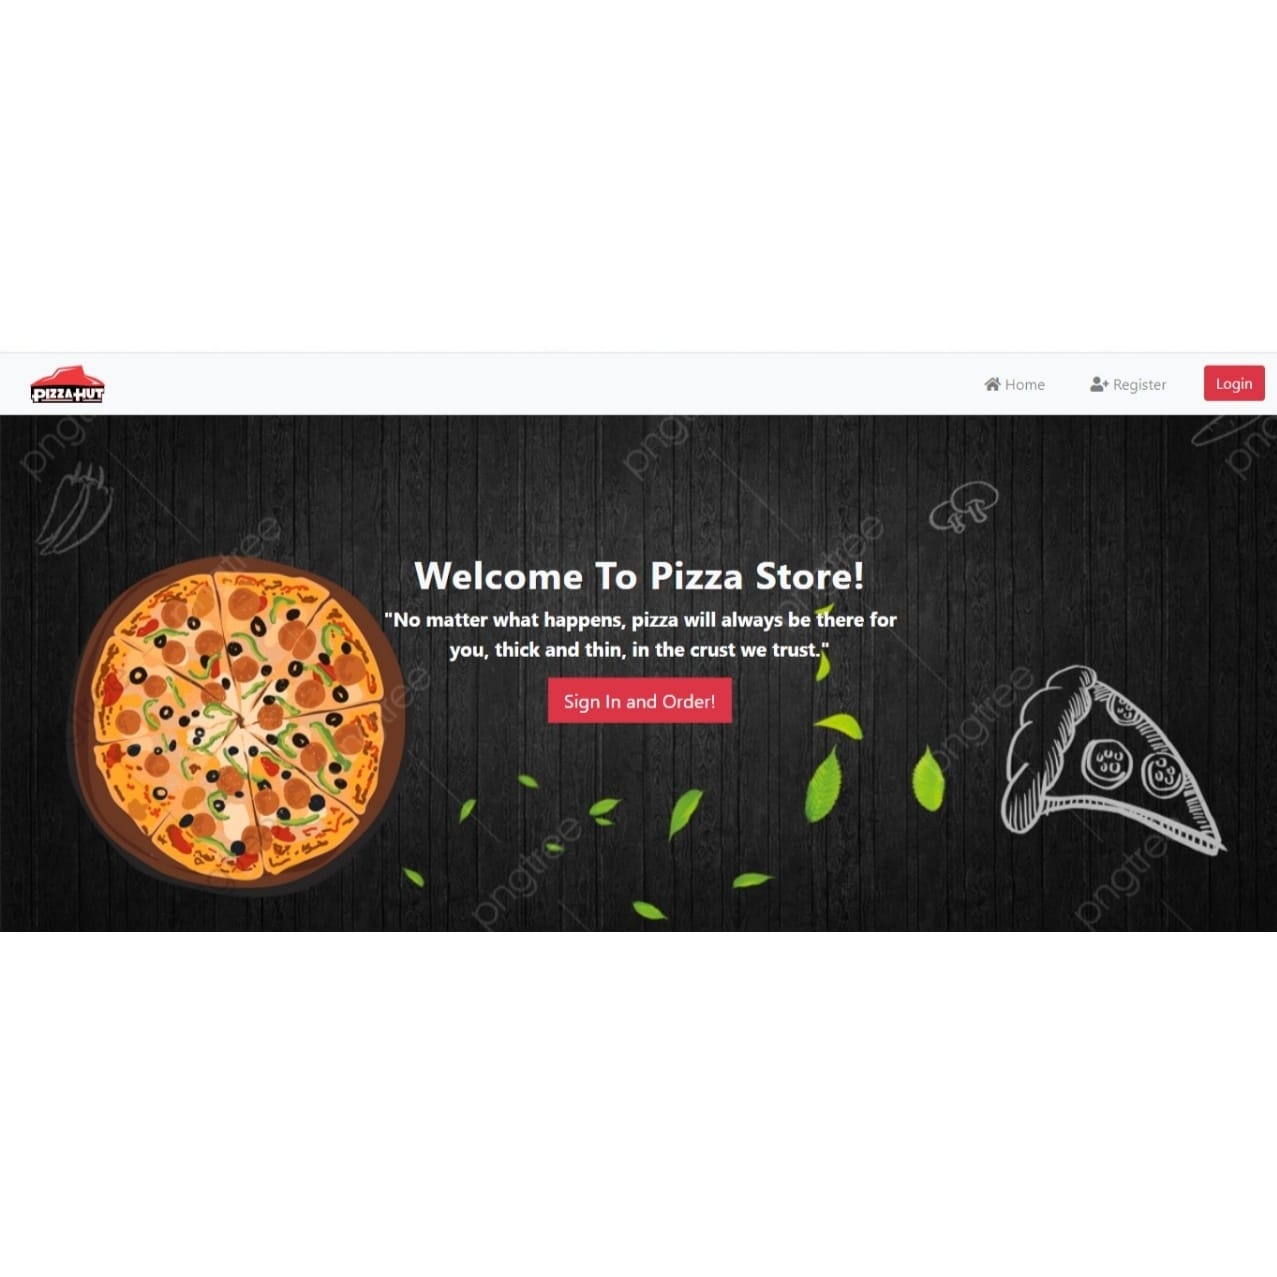 PIZZA HUT
Home
Register
Login
pngtree
pngtree
pngtree
pngtree
Welcome To Pizza Store!
"No matter what happens, pizza will always be there for
you, thick and thin, in the crust we trust."
Sign In and Order!
pngtree
pngtree
pngtree
pngtree